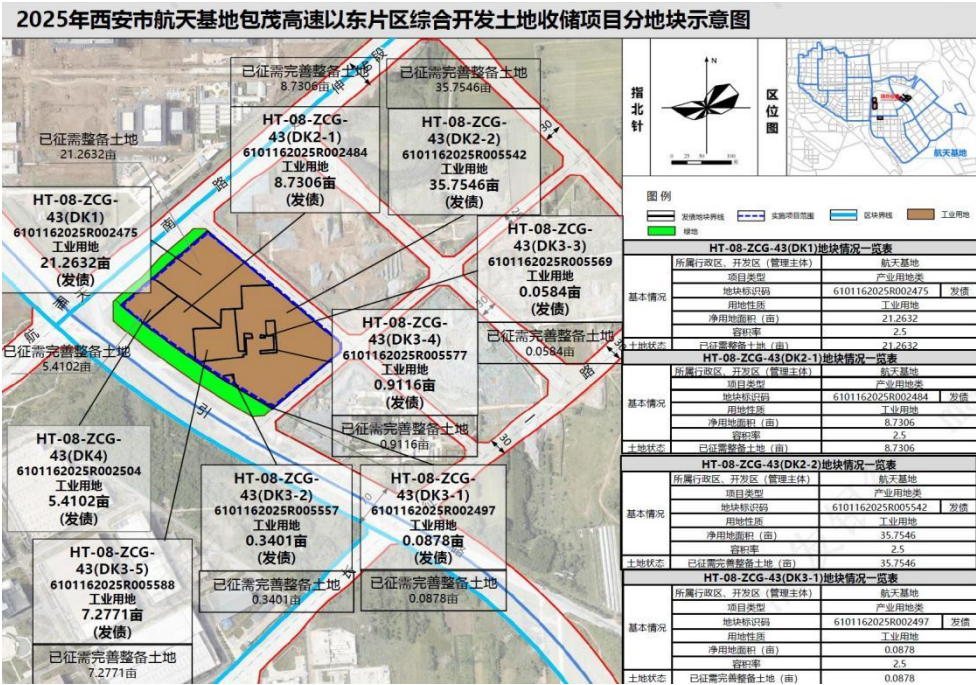 2025年西安市航天基地包茂高速以东片区综合开发土地收储项目分地块示意图
已征需完善整备土地
8.7306亩
HT-08-ZCG-
43(DK2-1)
6101162025R002484
工业用地
8.7306亩
(发债)
已征需完善整备土地
35.7546亩
HT-08-ZCG-
43(DK2-2)
6101162025R005542
工业用地
35.7546亩
(发债)
已征需整备土地
21.2632亩
HT-08-ZCG-
43(DK1)
6101162025R002475
工业用地
21.2632亩
(发债)
HT-08-ZCG-
43(DK3-3)
6101162025R005569
工业用地
0.0584亩
(发债)
已征需完善整备土地
0.0584亩
HT-08-ZCG-
43(DK3-4)
6101162025R005577
工业用地
0.9116亩
(发债)
已征需完善整备土地
0.9116亩
已征需完善整备土地
5.4102亩
HT-08-ZCG-
43(DK4)
6101162025R002504
工业用地
5.4102亩
(发债)
HT-08-ZCG-
43(DK3-5)
6101162025R005588
工业用地
7.2771亩
(发债)
已征需完善整备土地
7.2771亩
HT-08-ZCG-
43(DK3-2)
6101162025R005557
工业用地
0.3401亩
(发债)
已征需完善整备土地
0.3401亩
HT-08-ZCG-
43(DK3-1)
6101162025R002497
工业用地
0.0878亩
(发债)
已征需完善整备土地
0.0878亩
南
路
航
天
引
长
一
路
30
30
指北针
N
0 25 50 100
区位图
航天基地
图 例
发债地块界线
实施项目范围
区块界线
工业用地
绿地
HT-08-ZCG-43(DK1)地块情况一览表
基本情况
所属行政区、开发区（管理主体） 航天基地
项目类型 产业用地类
地块标识码 6101162025R002475 发债
用地性质 工业用地
净用地面积（亩） 21.2632
容积率 2.5
土地状态 已征需整备土地（亩） 21.2632
HT-08-ZCG-43(DK2-1)地块情况一览表
基本情况
所属行政区、开发区（管理主体） 航天基地
项目类型 产业用地类
地块标识码 6101162025R002484 发债
用地性质 工业用地
净用地面积（亩） 8.7306
容积率 2.5
土地状态 已征需完善整备土地（亩） 8.7306
HT-08-ZCG-43(DK2-2)地块情况一览表
基本情况
所属行政区、开发区（管理主体） 航天基地
项目类型 产业用地类
地块标识码 6101162025R005542 发债
用地性质 工业用地
净用地面积（亩） 35.7546
容积率 2.5
土地状态 已征需完善整备土地（亩） 35.7546
HT-08-ZCG-43(DK3-1)地块情况一览表
基本情况
所属行政区、开发区（管理主体） 航天基地
项目类型 产业用地类
地块标识码 6101162025R002497 发债
用地性质 工业用地
净用地面积（亩） 0.0878
容积率 2.5
土地状态 已征需完善整备土地（亩） 0.0878